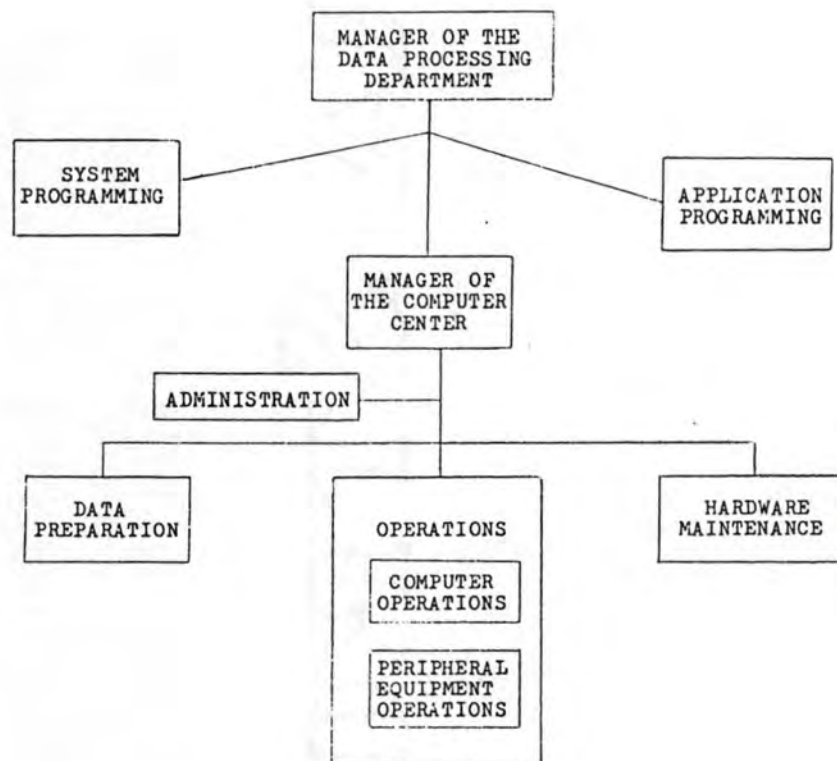 MANAGER OF THE
DATA PROCESSING
DEPARTMENT
SYSTEM
PROGRAMMING
APPLICATION
PROGRAMMING
MANAGER OF
THE COMPUTER
CENTER
ADMINISTRATION
DATA
PREPARATION
OPERATIONS
COMPUTER
OPERATIONS
PERIPHERAL
EQUIPMENT
OPERATIONS
HARDWARE
MAINTENANCE